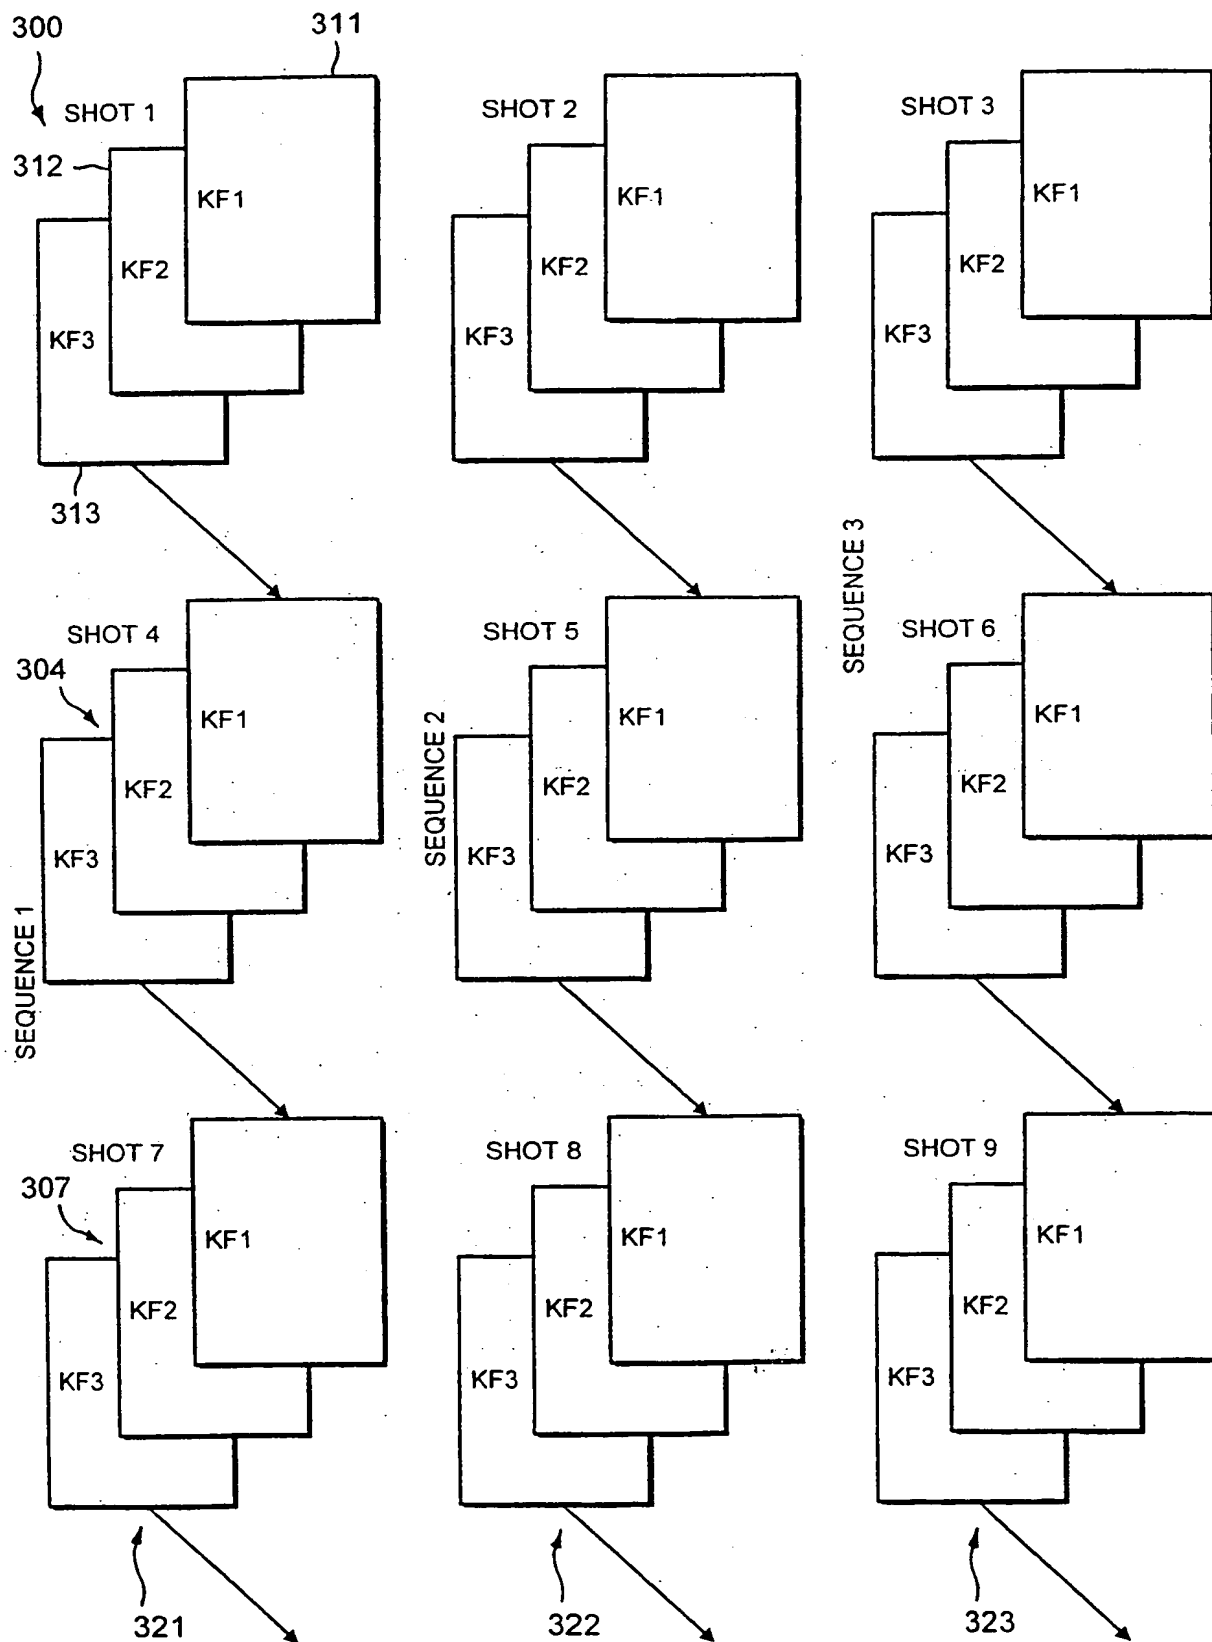 300
311
SHOT 1
SHOT 2
SHOT 3
312
KF1
KF1
KF1
KF2
KF2
KF2
KF3
KF3
KF3
313
SEQUENCE 1
SEQUENCE 2
SEQUENCE 3
SHOT 4
SHOT 5
SHOT 6
304
KF1
KF1
KF1
KF2
KF2
KF2
KF3
KF3
KF3
SHOT 7
SHOT 8
SHOT 9
307
KF1
KF1
KF1
KF2
KF2
KF2
KF3
KF3
KF3
321
322
323